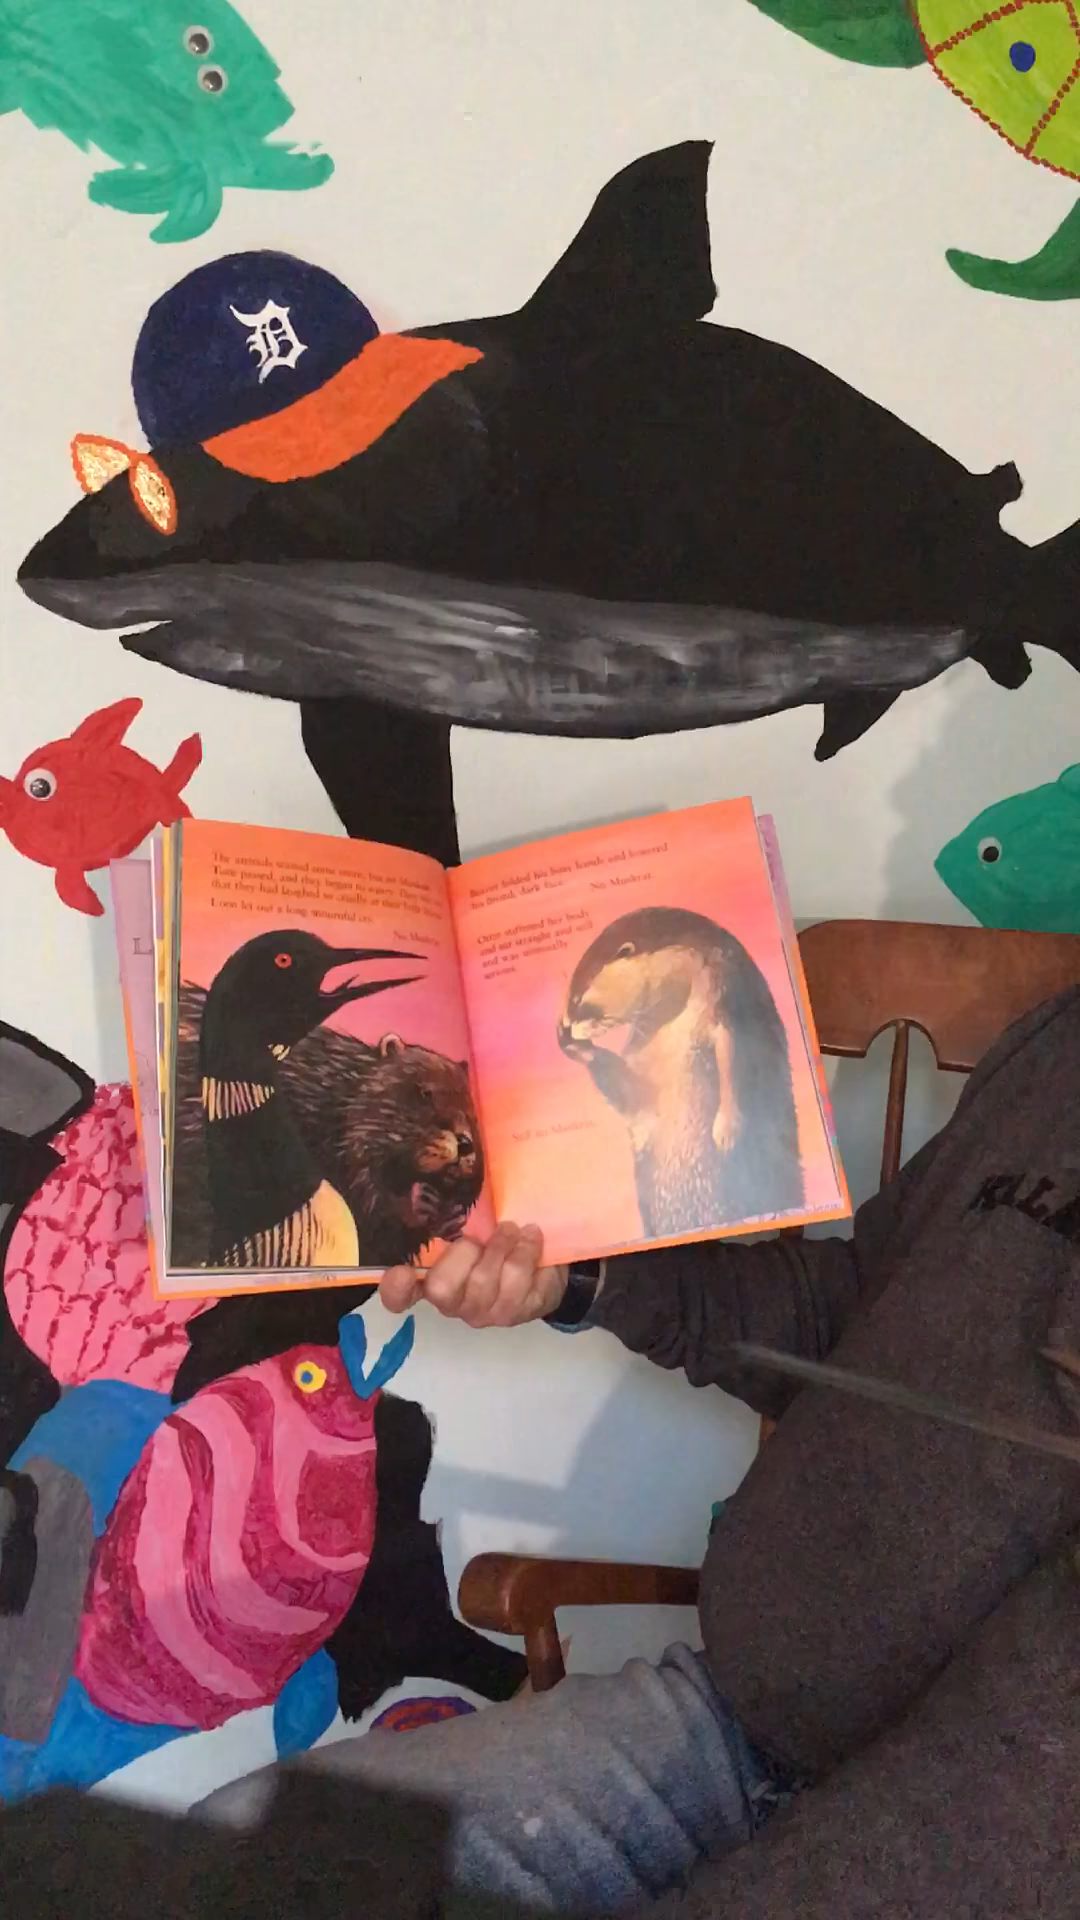 D
The animals waited some more, but no Muskrat.
Time passed, and they began to worry. They
that they had laughed so cruelly at their little
Loon let out a long, mournful cry.
No Muskrat.
Beaver folded his bony hands and lowered
his broad, dark face.
No Muskrat.
Otter stiffened her body
and sat straight and still
and was unusually
serious.
Still no Muskrat.
L